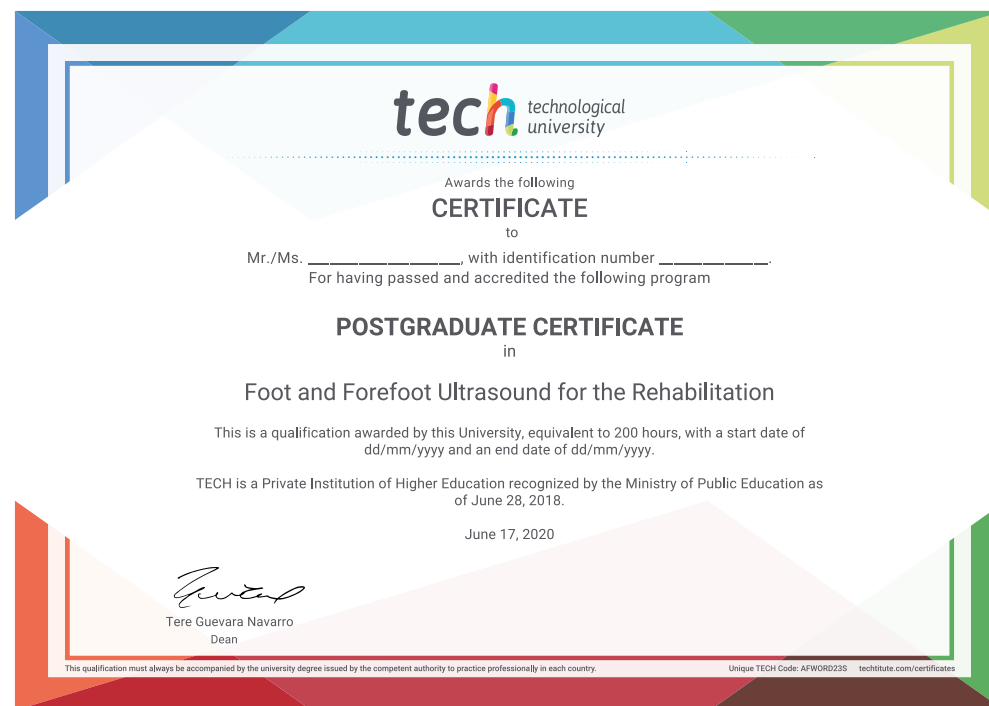 tech technological
university
Awards the following
CERTIFICATE
to
Mr./Ms. ____________________, with identification number ______________.
For having passed and accredited the following program
POSTGRADUATE CERTIFICATE
in
Foot and Forefoot Ultrasound for the Rehabilitation
This is a qualification awarded by this University, equivalent to 200 hours, with a start date of
dd/mm/yyyy and an end date of dd/mm/yyyy.
TECH is a Private Institution of Higher Education recognized by the Ministry of Public Education as
of June 28, 2018.
June 17, 2020
Tere Guevara Navarro
Dean
This qualification must always be accompanied by the university degree issued by the competent authority to practice professionally in each country.
Unique TECH Code: AFWORD23S techtitute.com/certificates